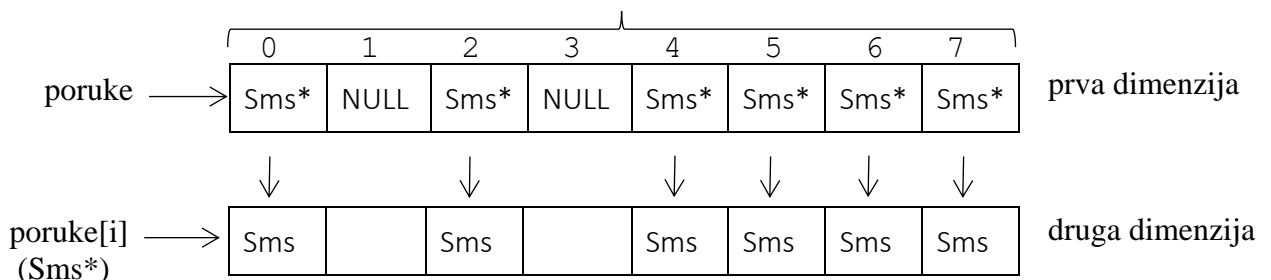 0 1 2 3 4 5 6 7
poruke Sms* NULL Sms* NULL Sms* Sms* Sms* Sms* prva dimenzija
poruke[i] Sms Sms Sms Sms Sms Sms druga dimenzija
(Sms*)